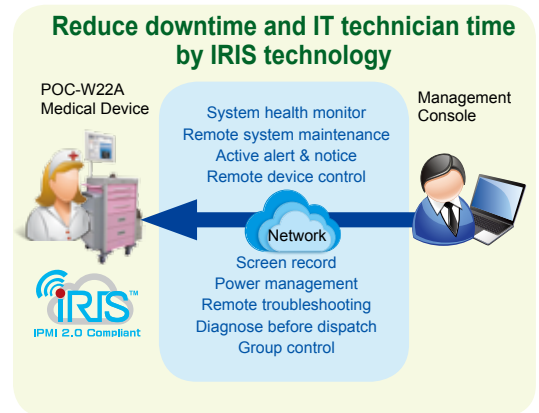 Reduce downtime and IT technician time
by IRIS technology
POC-W22A
Medical Device
System health monitor
Remote system maintenance
Active alert & notice
Remote device control
Management
Console
Network
Screen record
Power management
Remote troubleshooting
Diagnose before dispatch
Group control
iRIS™
IPMI 2.0 Compliant